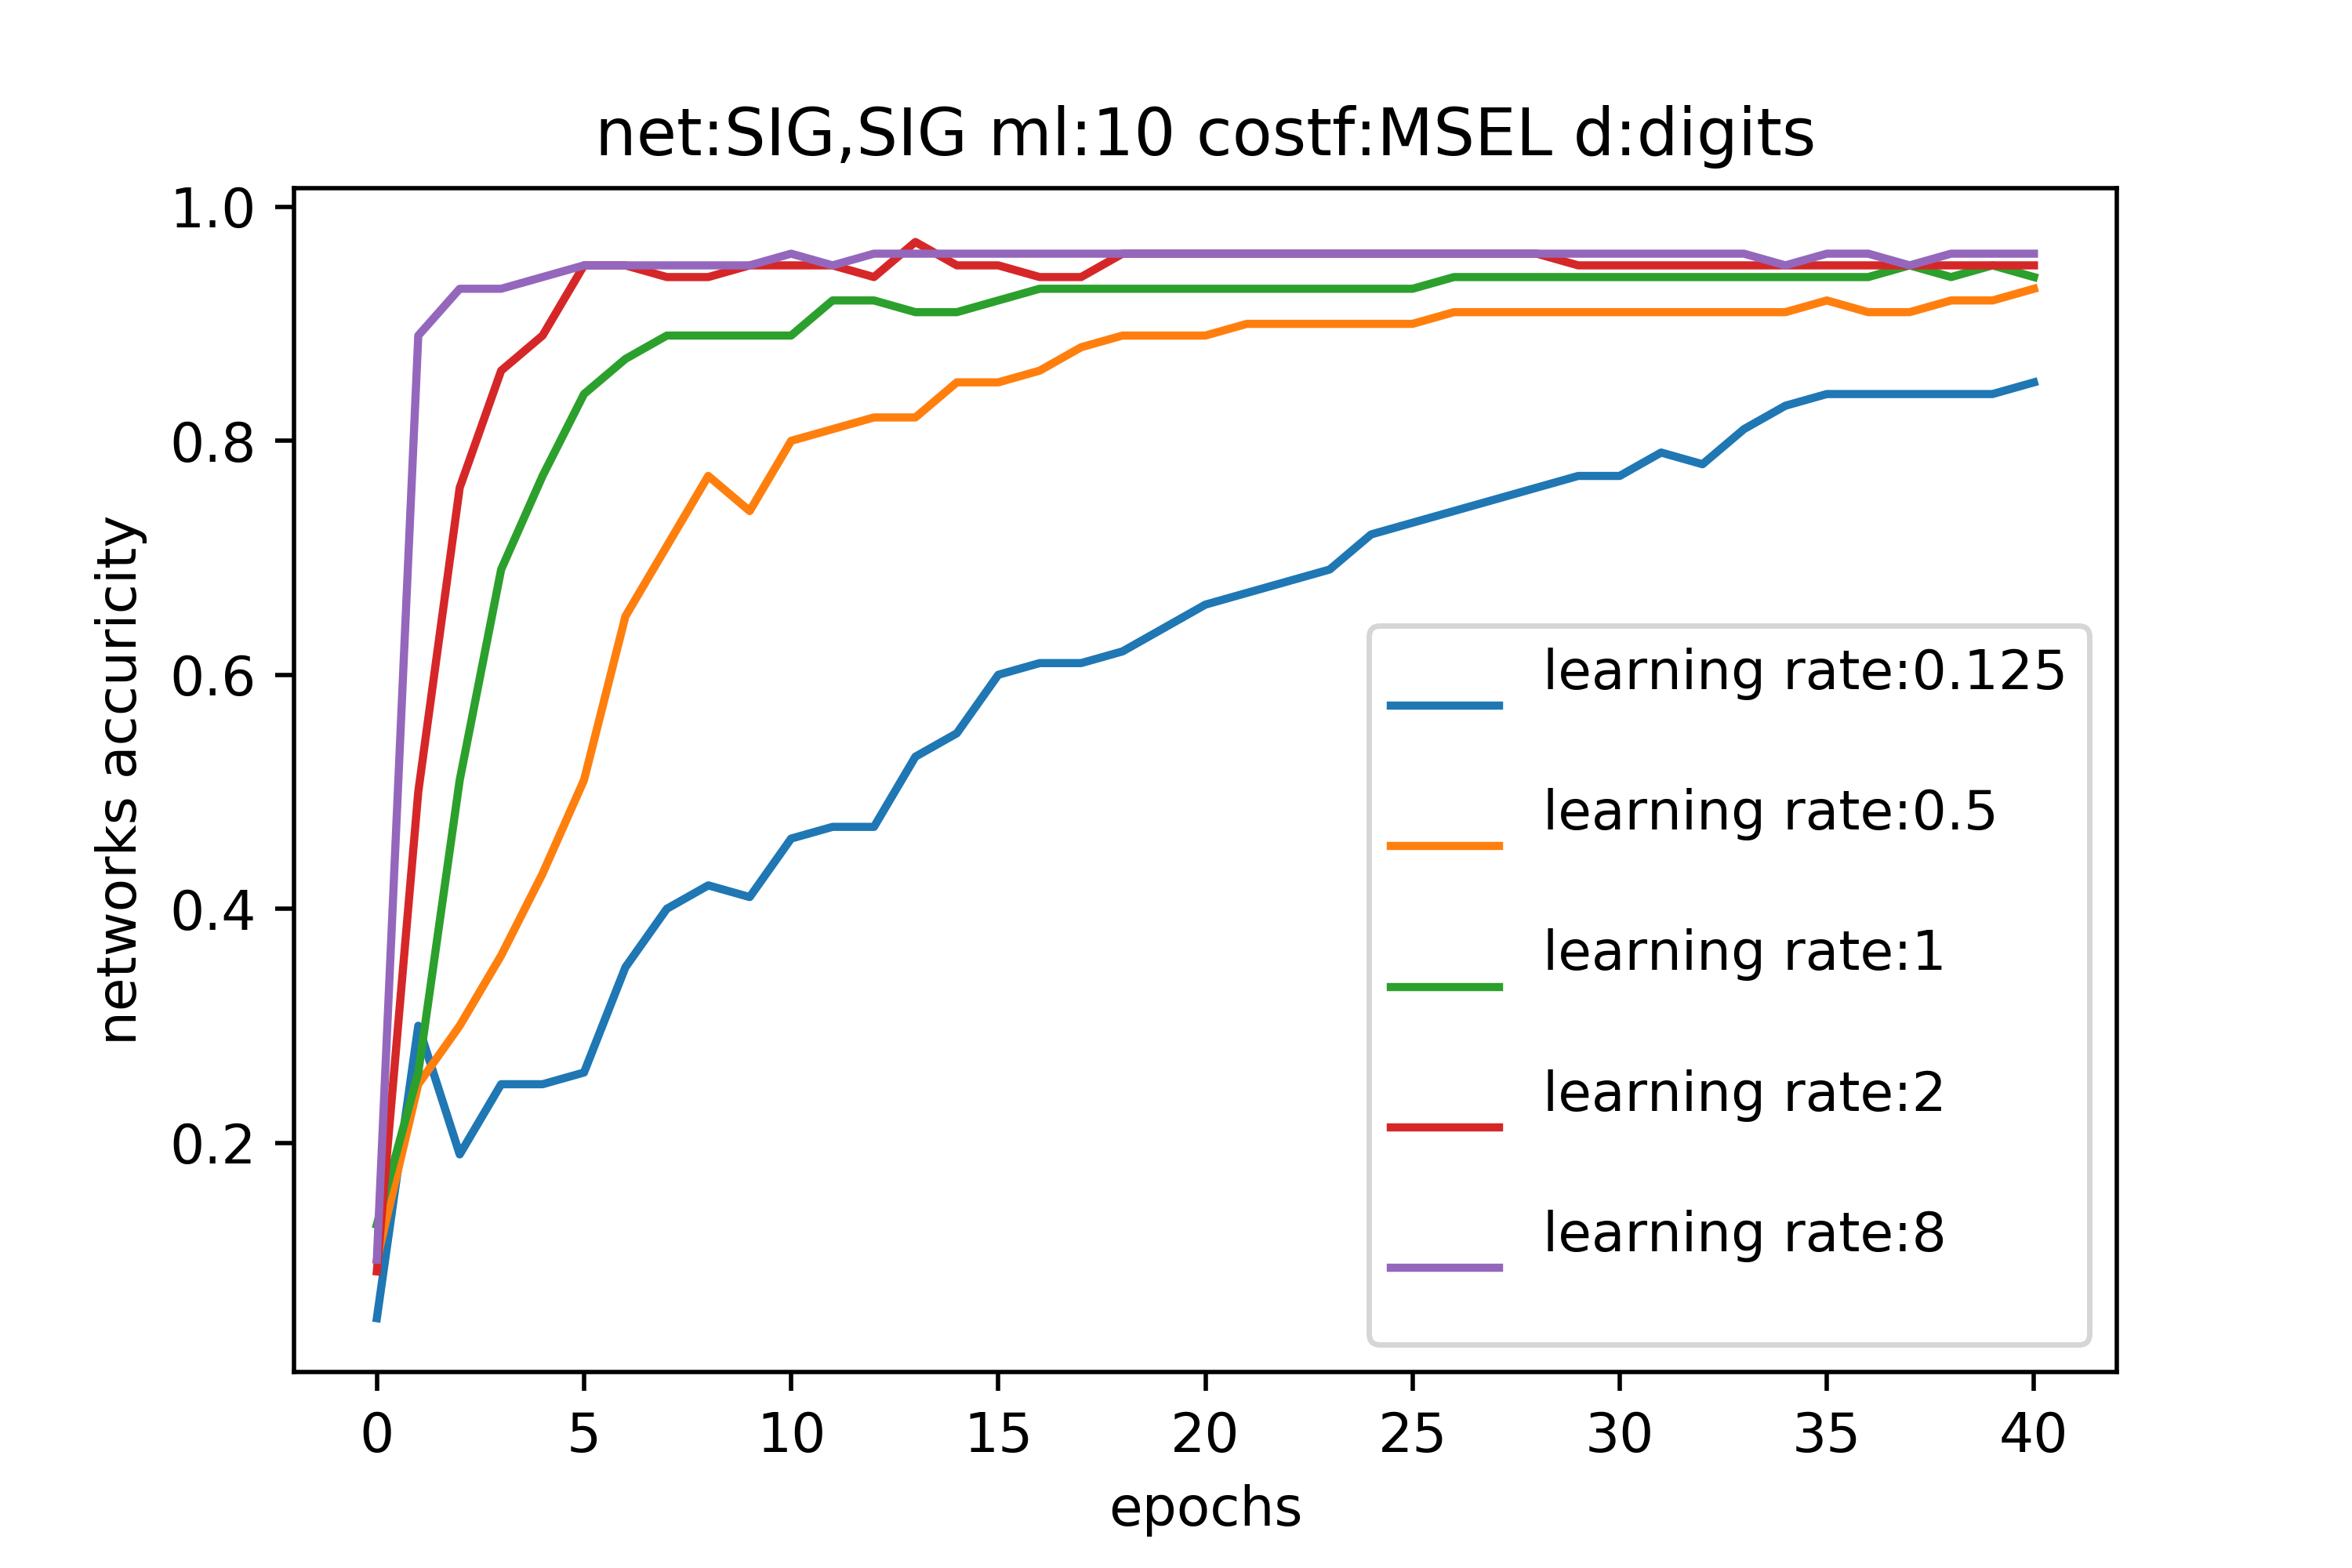 net:SIG,SIG ml:10 costf:MSEL d:digits
networks accuricity
1.0
0.8
0.6
0.4
0.2
learning rate:0.125
learning rate:0.5
learning rate:1
learning rate:2
learning rate:8
0 5 10 15 20 25 30 35 40
epochs